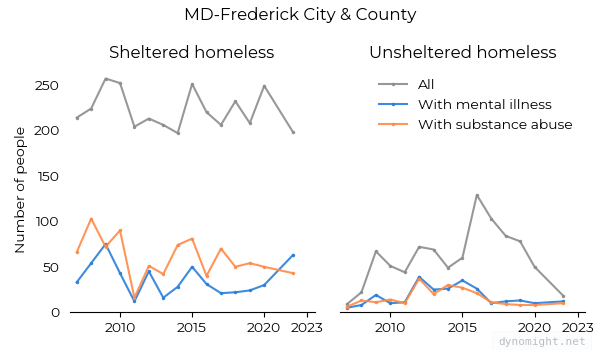 MD-Frederick City & County
Sheltered homeless
Unsheltered homeless
Number of people
250
200
150
100
50
0
All
With mental illness
With substance abuse
2010 2015 2020 2023
2010 2015 2020 2023
dynomight.net